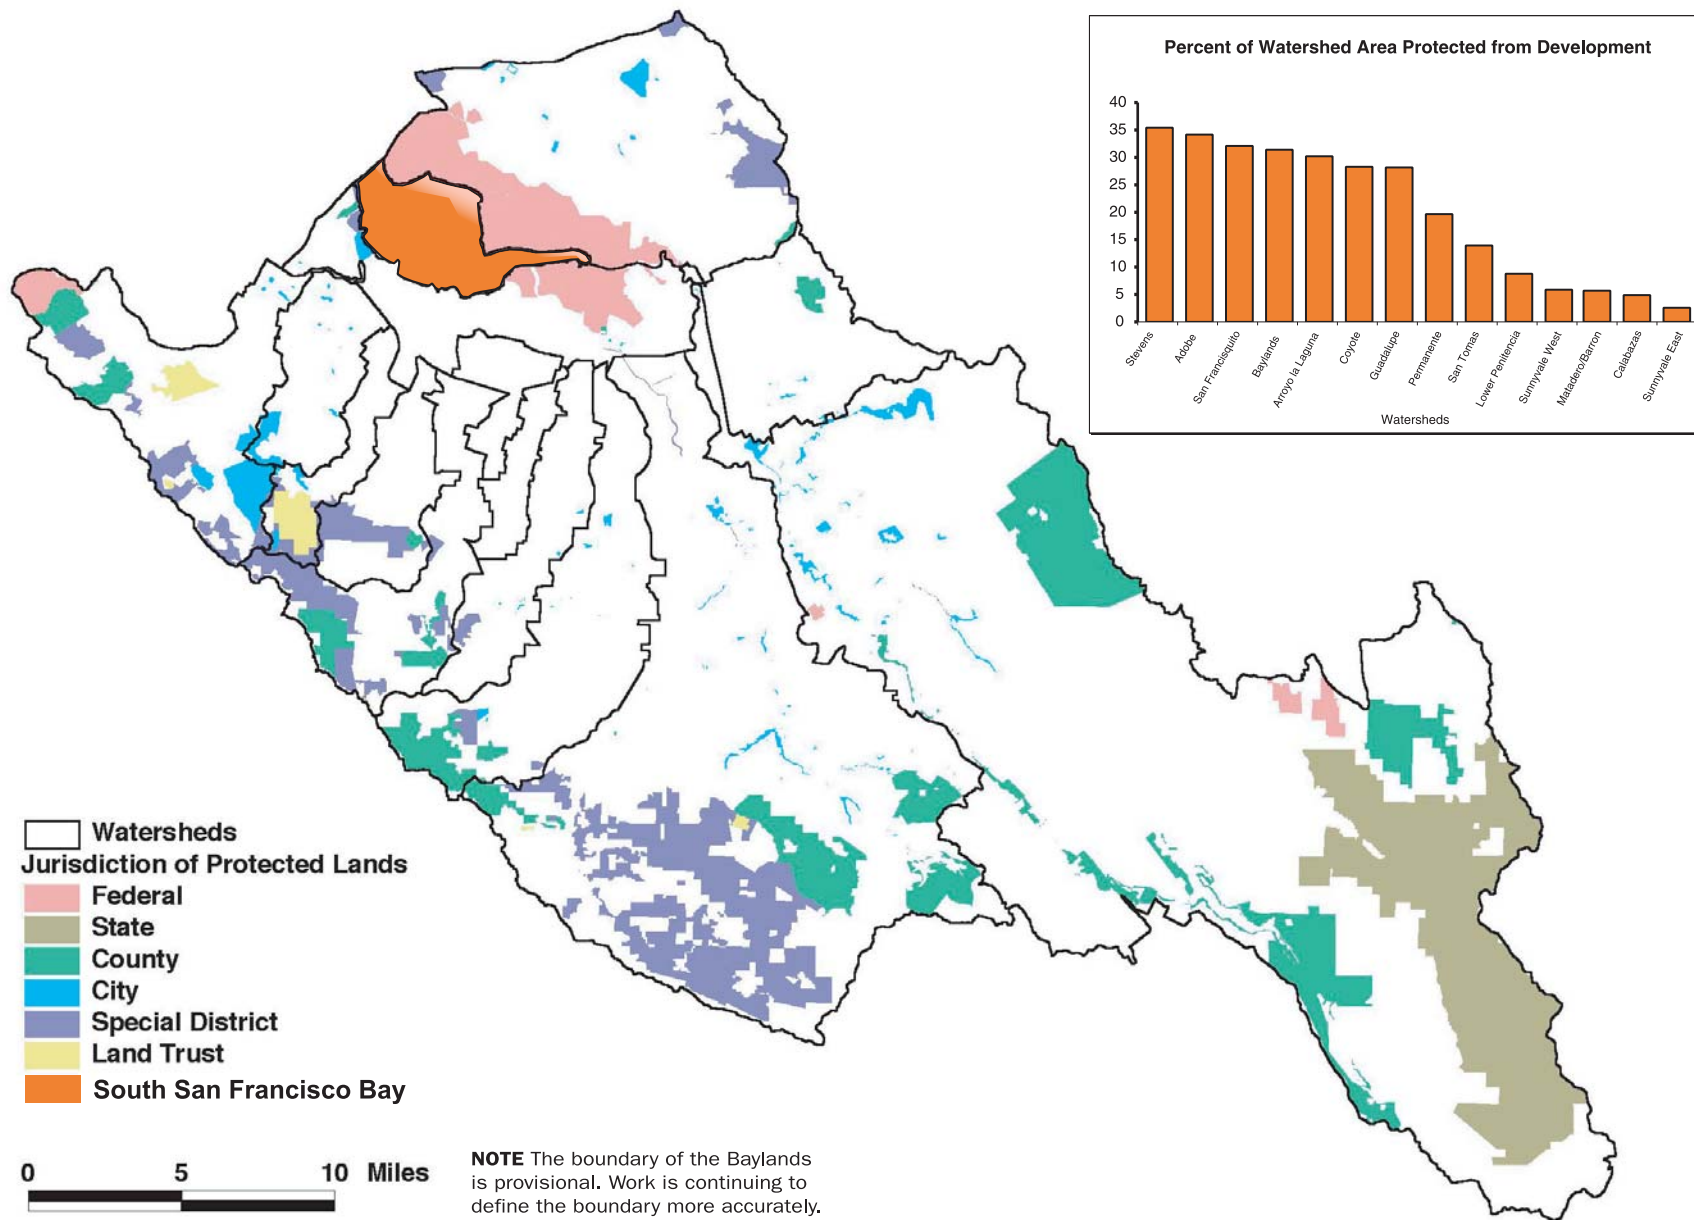 Percent of Watershed Area Protected from Development
40
35
30
25
20
15
10
5
0
Stevens
Adobe
San Francisquito
Baylands
Arroyo la Laguna
Coyote
Guadalupe
Permanente
San Tomas
Lower Penitencia
Sunnyvale West
Matadero/Barron
Calabazas
Sunnyvale East
Watersheds
Watersheds
Jurisdiction of Protected Lands
Federal
State
County
City
Special District
Land Trust
South San Francisco Bay
0 5 10 Miles
NOTE The boundary of the Baylands
is provisional. Work is continuing to
define the boundary more accurately.